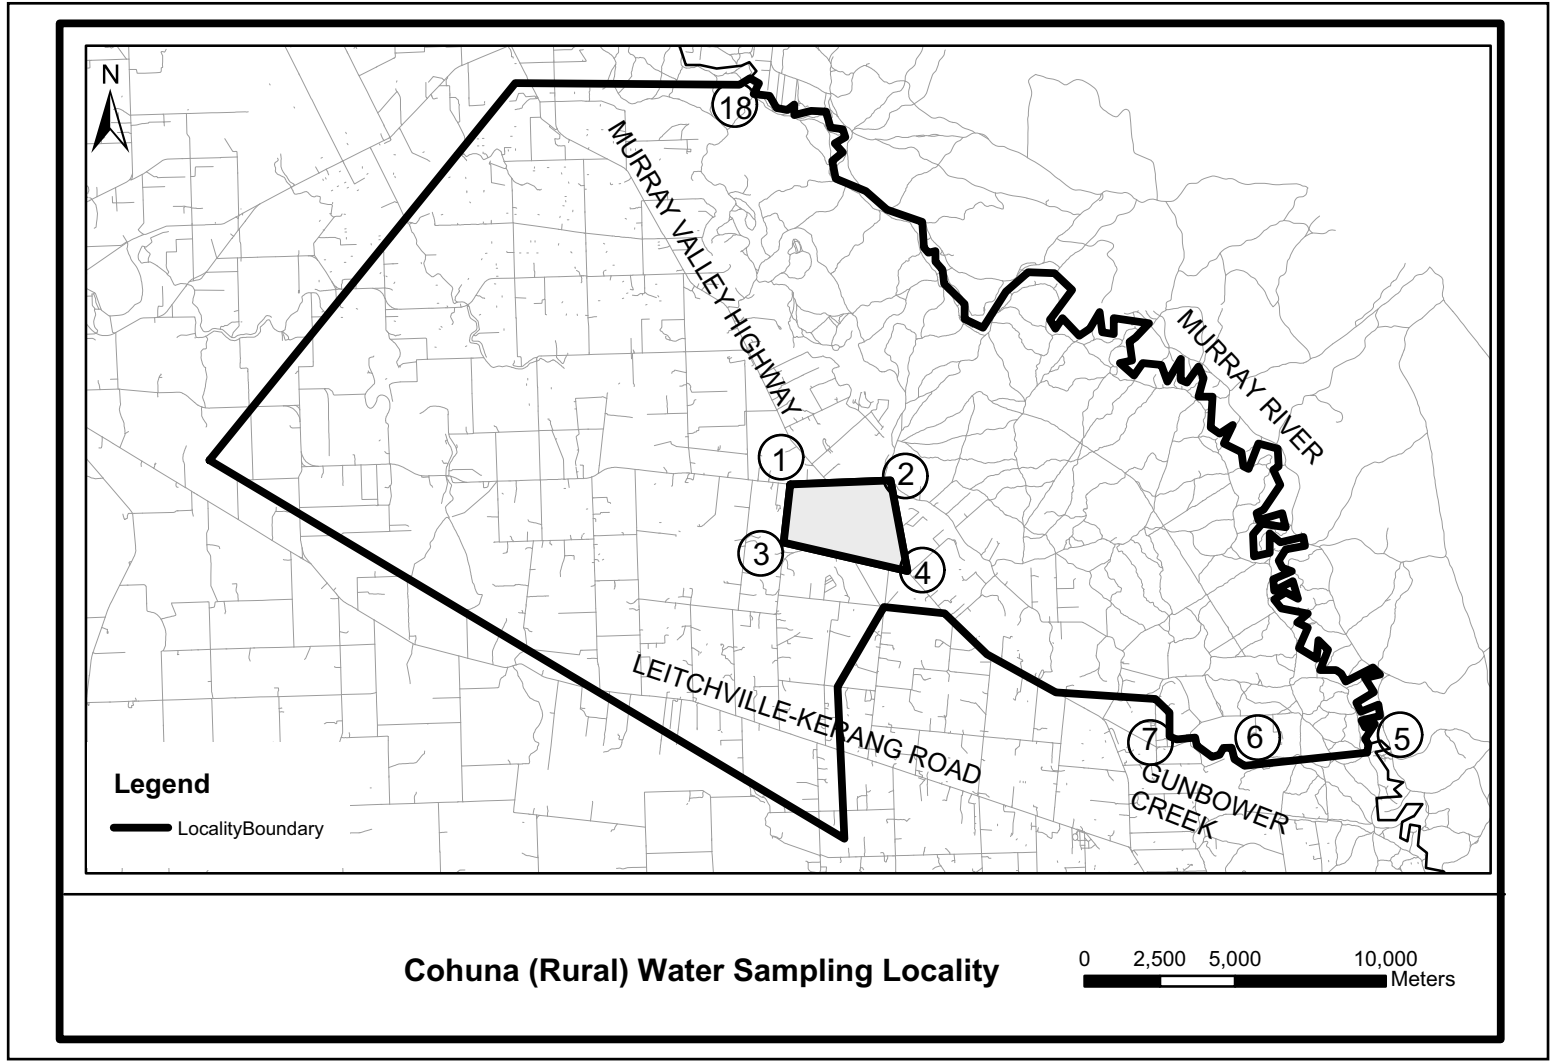 N
18
MURRAY VALLEY HIGHWAY
MURRAY RIVER
1
2
3
4
LEITCHVILLE-KERANG ROAD
7
6
5
GUNBOWER
CREEK
Legend
LocalityBoundary
Cohuna (Rural) Water Sampling Locality
0 2,500 5,000 10,000
Meters